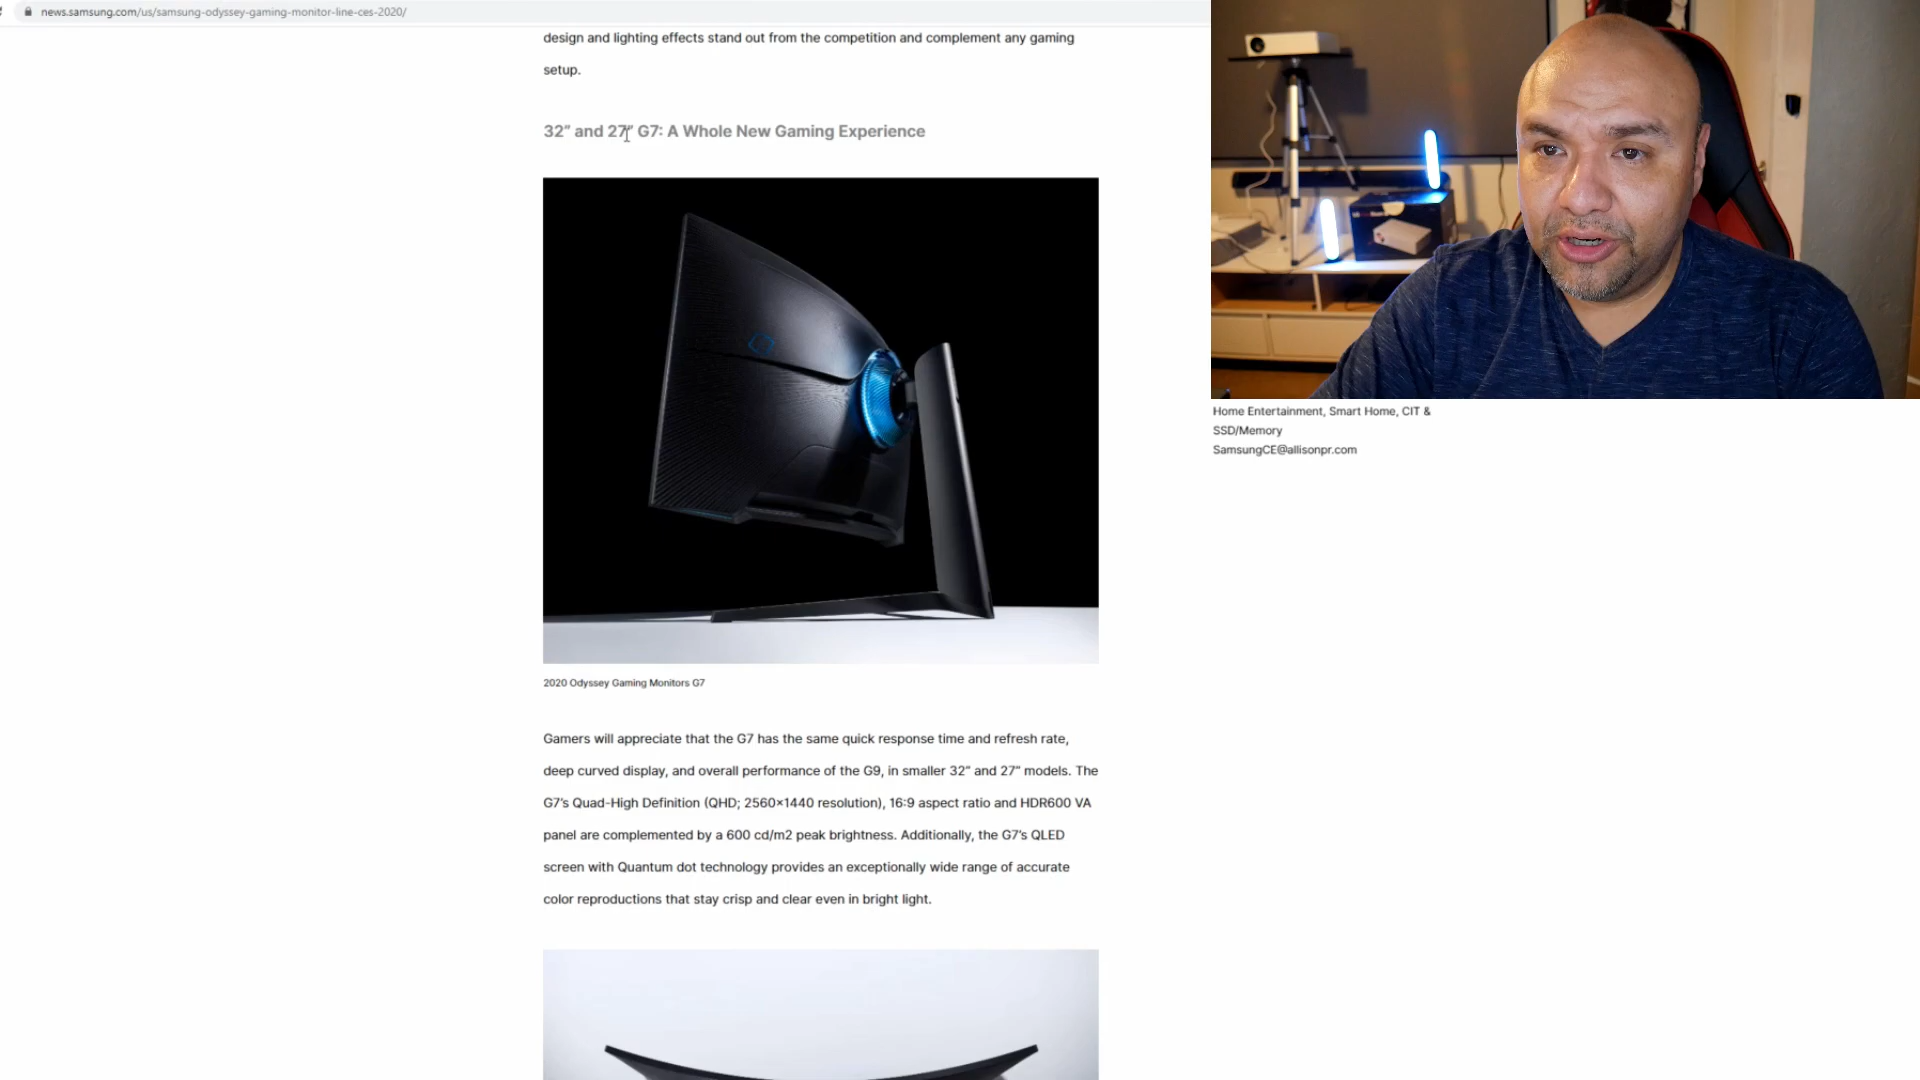 news.samsung.com/us/samsung-odyssey-gaming-monitor-line-ces-2020/
design and lighting effects stand out from the competition and complement any gaming
setup.
32” and 27” G7: A Whole New Gaming Experience
2020 Odyssey Gaming Monitors G7
Gamers will appreciate that the G7 has the same quick response time and refresh rate,
deep curved display, and overall performance of the G9, in smaller 32” and 27” models. The
G7’s Quad-High Definition (QHD; 2560×1440 resolution), 16:9 aspect ratio and HDR600 VA
panel are complemented by a 600 cd/m2 peak brightness. Additionally, the G7’s QLED
screen with Quantum dot technology provides an exceptionally wide range of accurate
color reproductions that stay crisp and clear even in bright light.
Home Entertainment, Smart Home, CIT &
SSD/Memory
SamsungCE@allisonpr.com